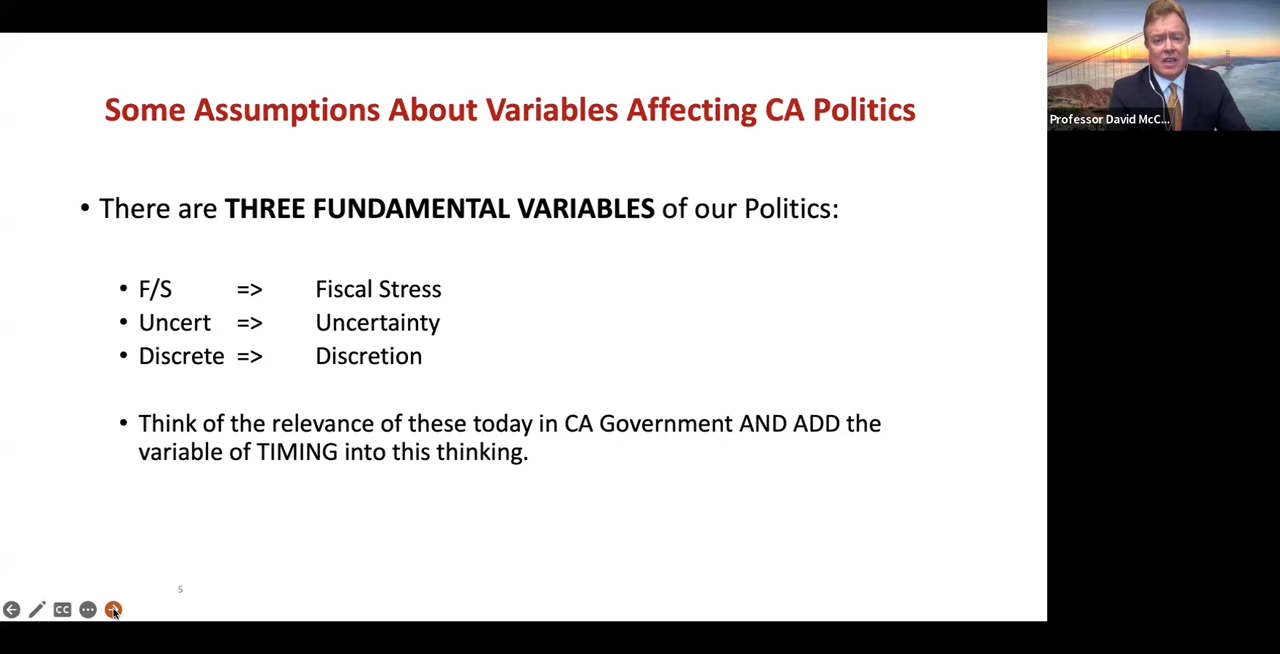 Some Assumptions About Variables Affecting CA Politics
• There are THREE FUNDAMENTAL VARIABLES of our Politics:
• F/S => Fiscal Stress
• Uncert => Uncertainty
• Discrete => Discretion
• Think of the relevance of these today in CA Government AND ADD the
variable of TIMING into this thinking.
5
CC
Professor David McC...